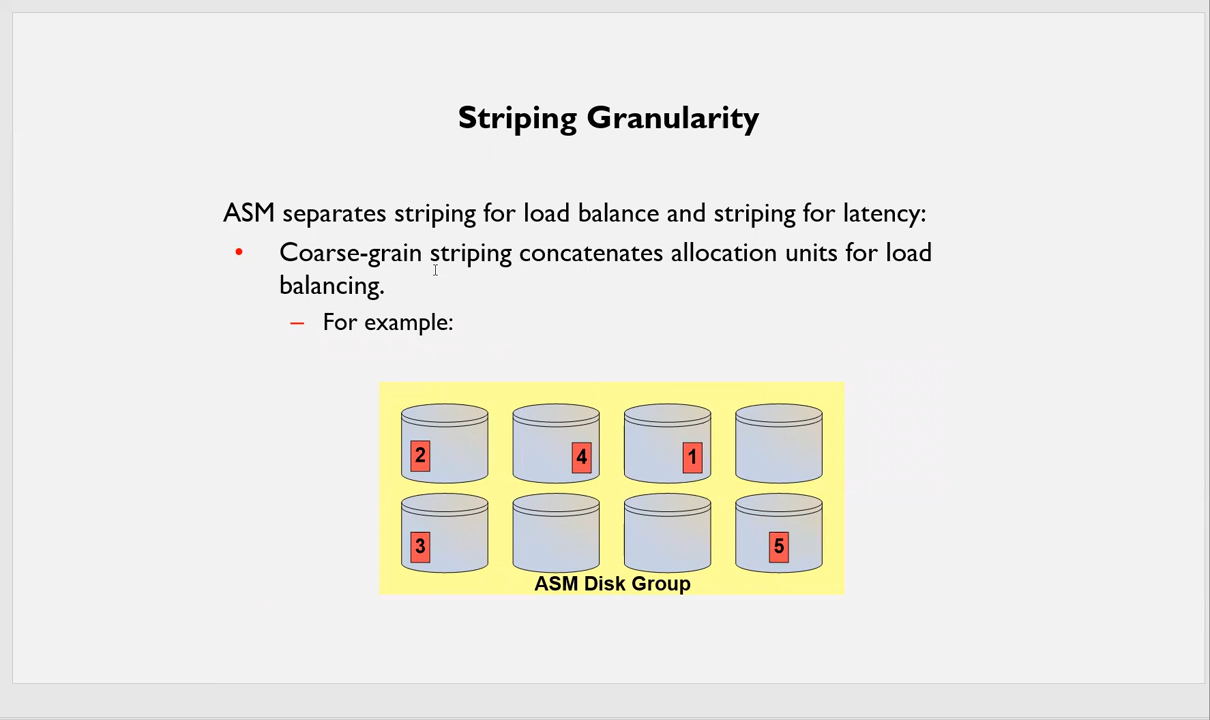 Striping Granularity
ASM separates striping for load balance and striping for latency:
• Coarse-grain striping concatenates allocation units for load
balancing.
– For example:
2 4 1
3 5
ASM Disk Group